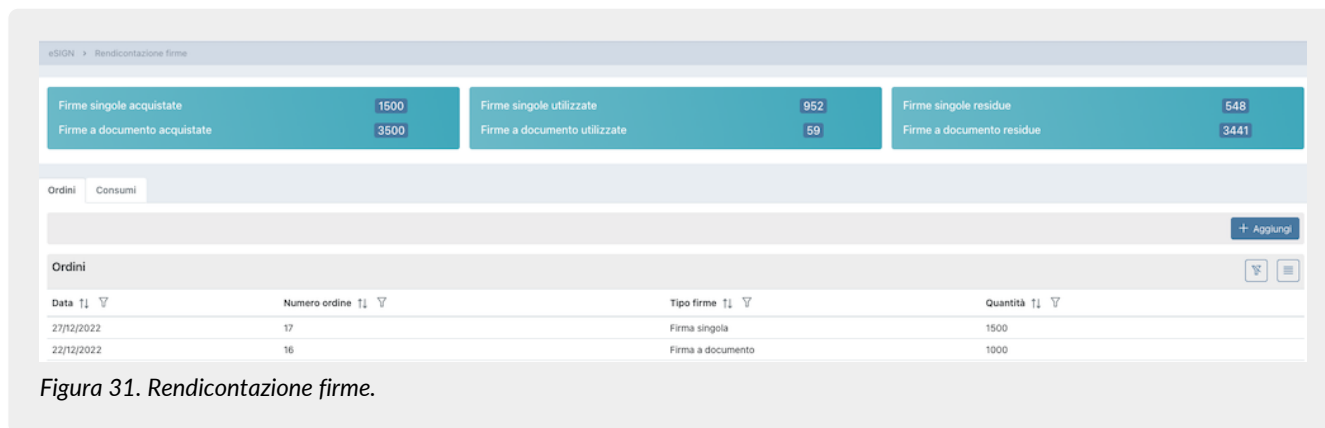 eSIGN > Rendicontazione firme
Firme singole acquistate 1500 Firme singole utilizzate 952 Firme singole residue 548
Firme a documento acquistate 3500 Firme a documento utilizzate 59 Firme a documento residue 3441
Ordini Consumi
+ Aggiungi
Ordini
Data Numero ordine Tipo firme Quantità
27/12/2022 17 Firma singola 1500
22/12/2022 16 Firma a documento 1000
Figura 31. Rendicontazione firme.